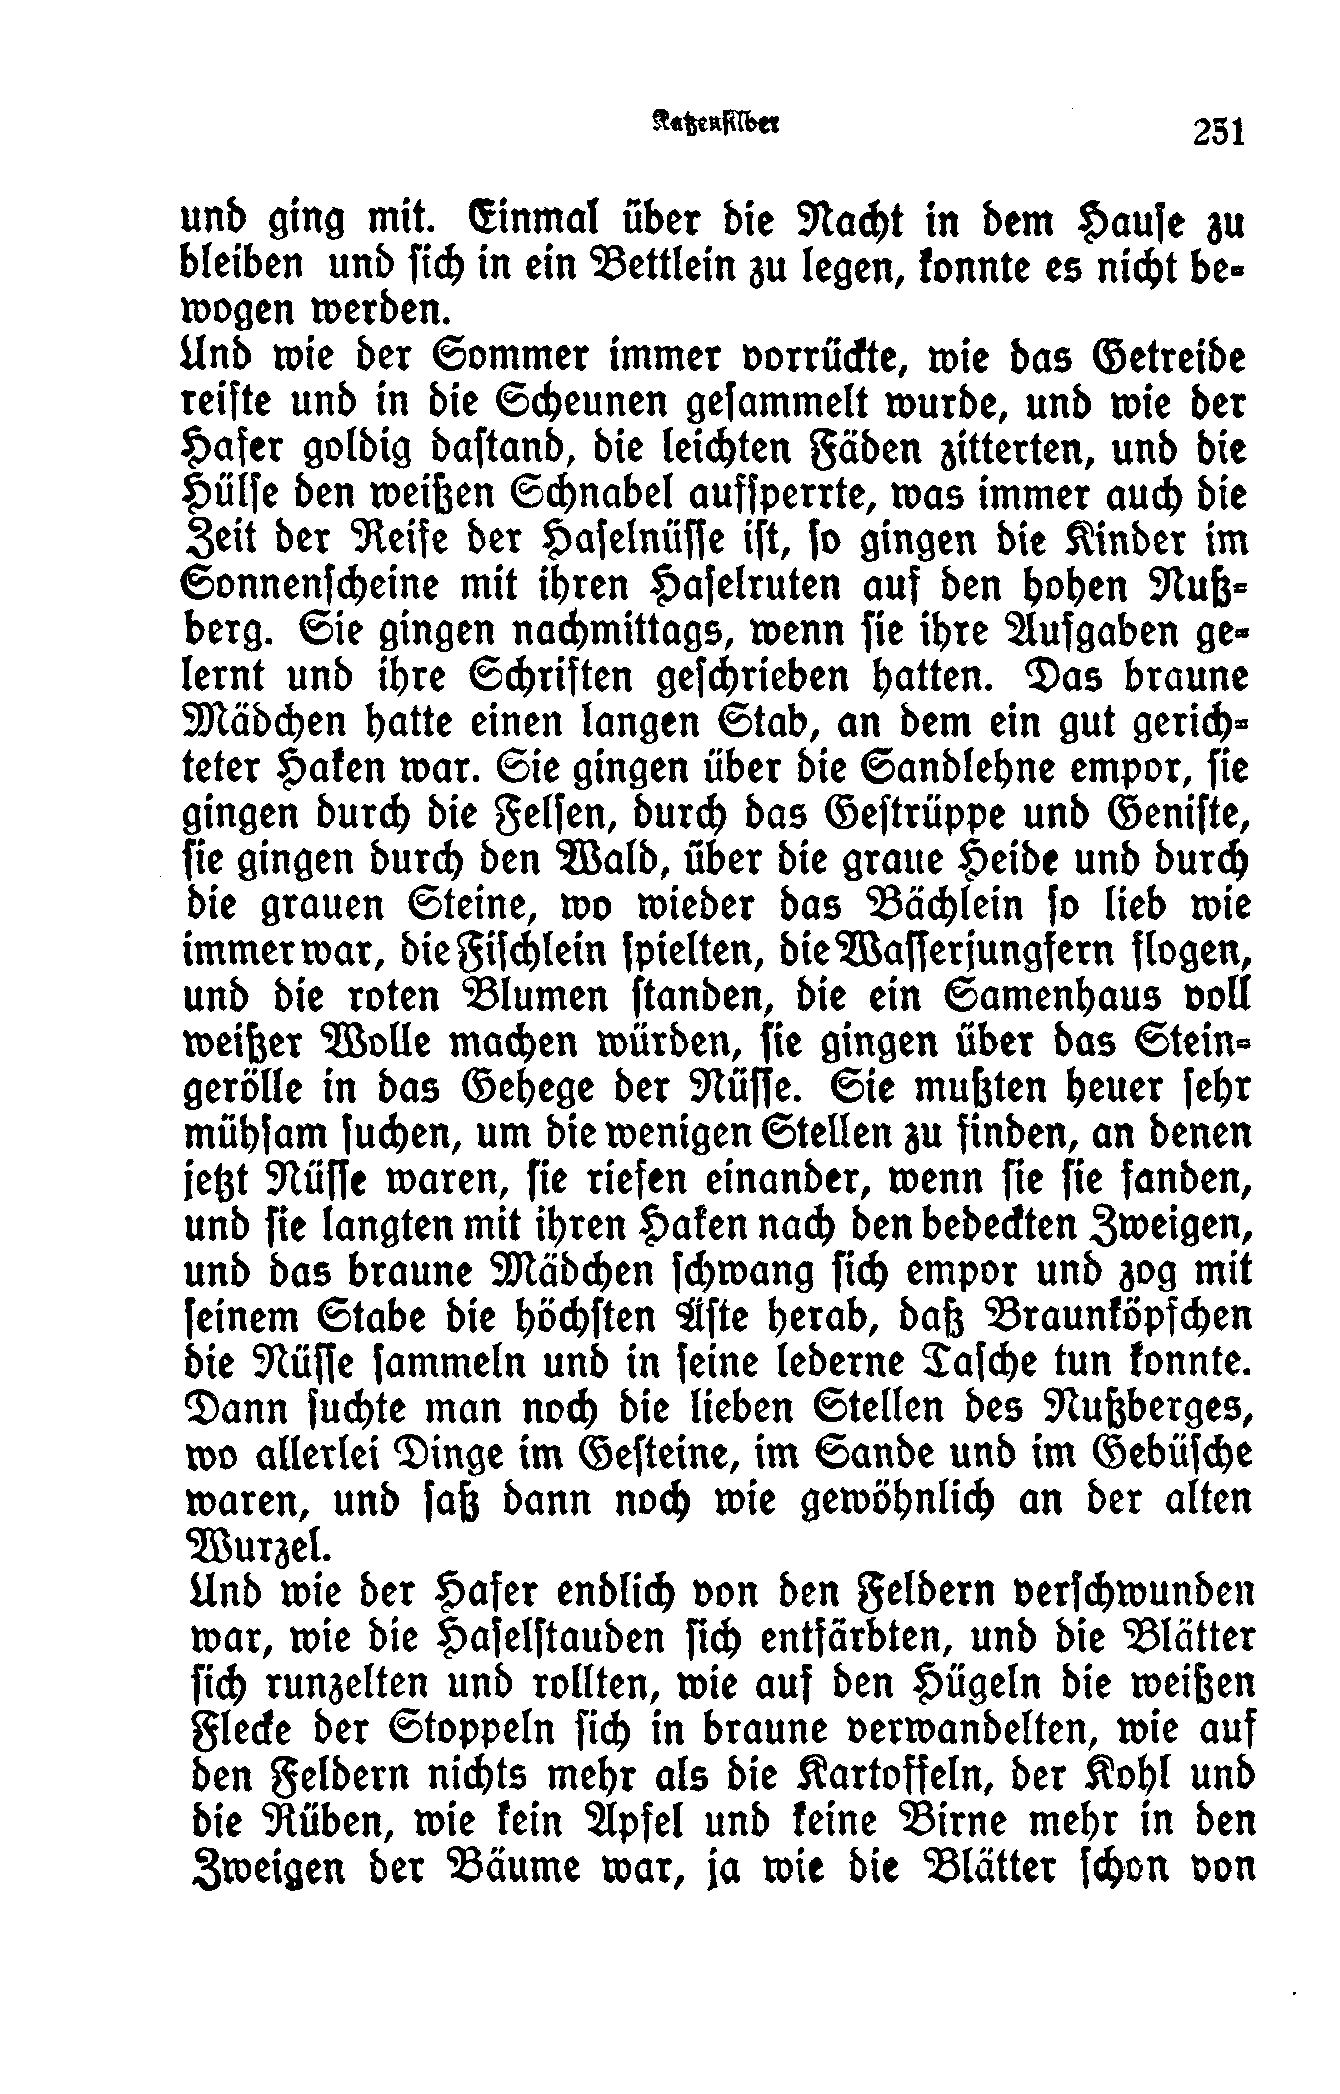 Katzensilber
251
und ging mit. Einmal über die Nacht in dem Hause zu
bleiben und sich in ein Bettlein zu legen, konnte es nicht be-
wogen werden.
Und wie der Sommer immer vorrückte, wie das Getreide
reifte und in die Scheunen gesammelt wurde, und wie der
Hafer goldig dastand, die leichten Fäden zitterten, und die
Hülse den weißen Schnabel aufsperrte, was immer auch die
Zeit der Reife der Haselnüsse ist, so gingen die Kinder im
Sonnenscheine mit ihren Haselruten auf den hohen Nuß-
berg. Sie gingen nachmittags, wenn sie ihre Aufgaben ge-
lernt und ihre Schriften geschrieben hatten. Das braune
Mädchen hatte einen langen Stab, an dem ein gut gerich-
teter Haken war. Sie gingen über die Sandlehne empor, sie
gingen durch die Felsen, durch das Gestrüppe und Geniste,
sie gingen durch den Wald, über die graue Heide und durch
die grauen Steine, wo wieder das Bächlein so lieb wie
immer war, die Fischlein spielten, die Wasserjungfern flogen,
und die roten Blumen standen, die ein Samenhaus voll
weißer Wolle machen würden, sie gingen über das Stein-
gerölle in das Gehege der Nüsse. Sie mußten heuer sehr
mühsam suchen, um die wenigen Stellen zu finden, an denen
jetzt Nüsse waren, sie riefen einander, wenn sie sie fanden,
und sie langten mit ihren Haken nach den bedeckten Zweigen,
und das braune Mädchen schwang sich empor und zog mit
seinem Stabe die höchsten Äste herab, daß Braunköpfchen
die Nüsse sammeln und in seine lederne Tasche tun konnte.
Dann suchte man noch die lieben Stellen des Nußberges,
wo allerlei Dinge im Gesteine, im Sande und im Gebüsche
waren, und saß dann noch wie gewöhnlich an der alten
Wurzel.
Und wie der Hafer endlich von den Feldern verschwunden
war, wie die Haselstauden sich entfärbten, und die Blätter
sich runzelten und rollten, wie auf den Hügeln die weißen
Flecke der Stoppeln sich in braune verwandelten, wie auf
den Feldern nichts mehr als die Kartoffeln, der Kohl und
die Rüben, wie kein Apfel und keine Birne mehr in den
Zweigen der Bäume war, ja wie die Blätter schon von